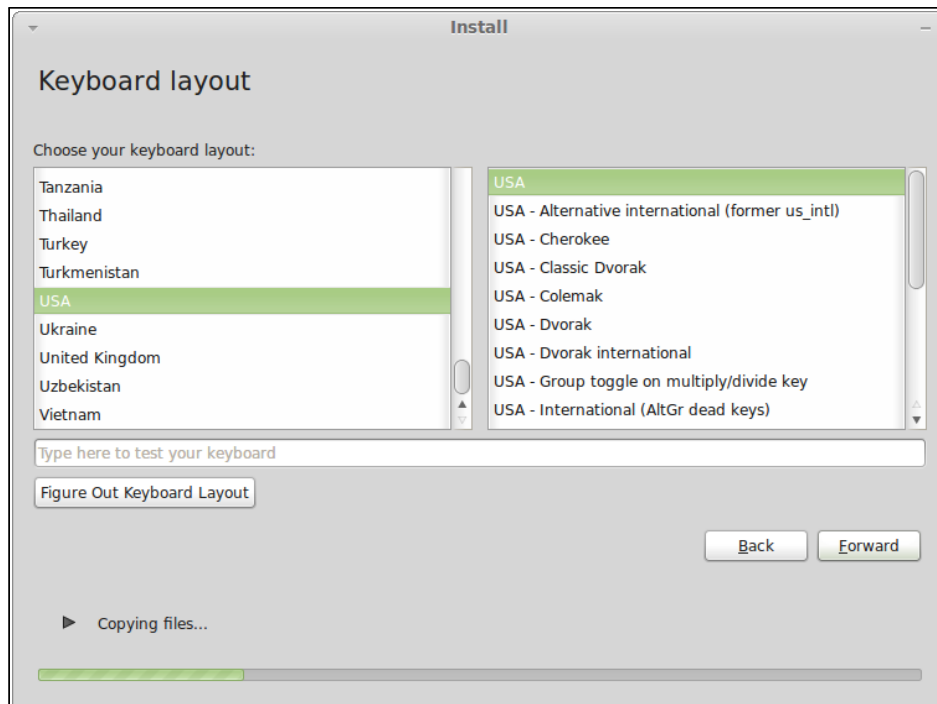 Install
Keyboard layout
Choose your keyboard layout:
Tanzania
Thailand
Turkey
Turkmenistan
USA
Ukraine
United Kingdom
Uzbekistan
Vietnam
USA
USA - Alternative international (former us_intl)
USA - Cherokee
USA - Classic Dvorak
USA - Colemak
USA - Dvorak
USA - Dvorak international
USA - Group toggle on multiply/divide key
USA - International (AltGr dead keys)
Type here to test your keyboard
Figure Out Keyboard Layout
Back
Forward
Copying files...